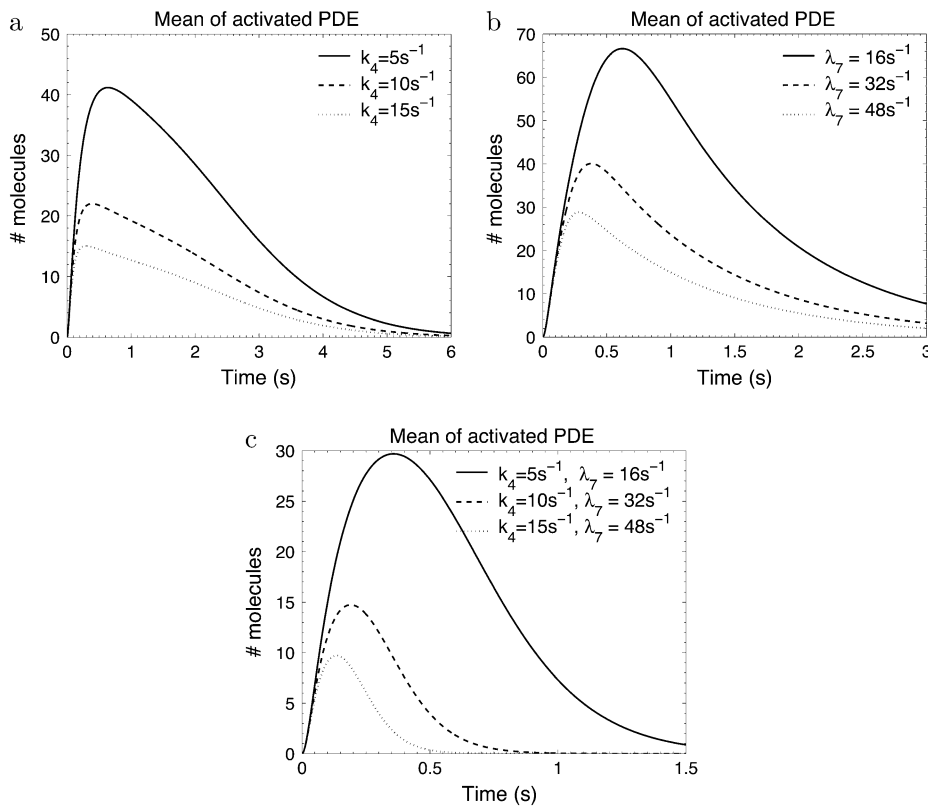 a
Mean of activated PDE
50
40
30
20
10
0
k₄=5s⁻¹
k₄=10s⁻¹
k₄=15s⁻¹
# molecules
0 1 2 3 4 5 6
Time (s)
b
Mean of activated PDE
70
60
50
40
30
20
10
0
λ₇ = 16s⁻¹
λ₇ = 32s⁻¹
λ₇ = 48s⁻¹
# molecules
0 0.5 1 1.5 2 2.5 3
Time (s)
c
Mean of activated PDE
30
25
20
15
10
5
0
k₄=5s⁻¹, λ₇ = 16s⁻¹
k₄=10s⁻¹, λ₇ = 32s⁻¹
k₄=15s⁻¹, λ₇ = 48s⁻¹
# molecules
0 0.5 1 1.5
Time (s)